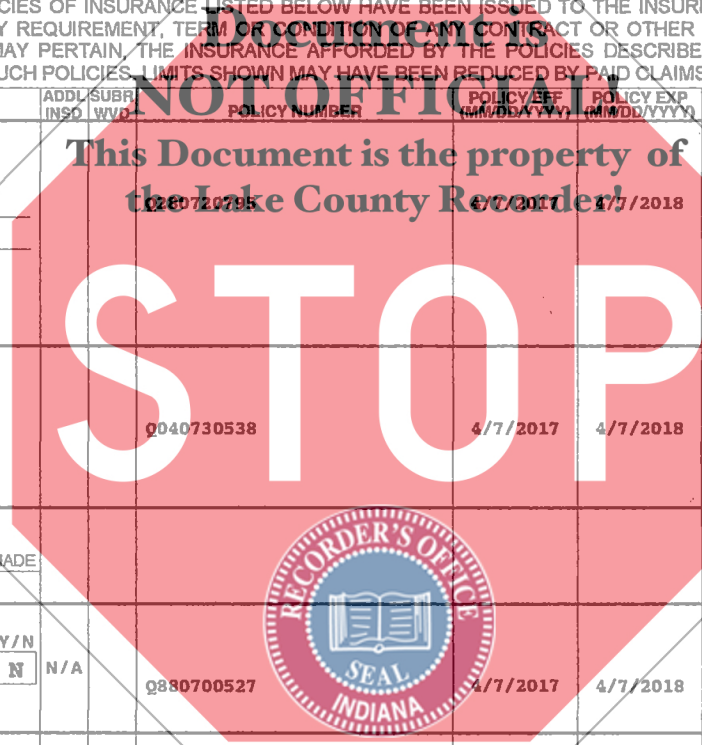 CIES OF INSURANCE LISTED BELOW HAVE BEEN ISSUED TO THE INSUR
Y REQUIREMENT, TERM OR CONDITION OF ANY CONTRACT OR OTHER
MAY PERTAIN, THE INSURANCE AFFORDED BY THE POLICIES DESCRIBE
UCH POLICIES. LIMITS SHOWN MAY HAVE BEEN REDUCED BY PAID CLAIMS
Document is
NOT OFFICIAL!
This Document is the property of
the Lake County Recorder!
ADDL INSD SUBR WVD POLICY NUMBER POLICY EFF (MM/DD/YYYY) POLICY EXP (MM/DD/YYYY)
Q280720795 4/7/2017 4/7/2018
STOP
Q040730538 4/7/2017 4/7/2018
RECORDER'S OFFICE
SEAL
INDIANA
MADE
Y/N
N N/A
Q880700527 4/7/2017 4/7/2018